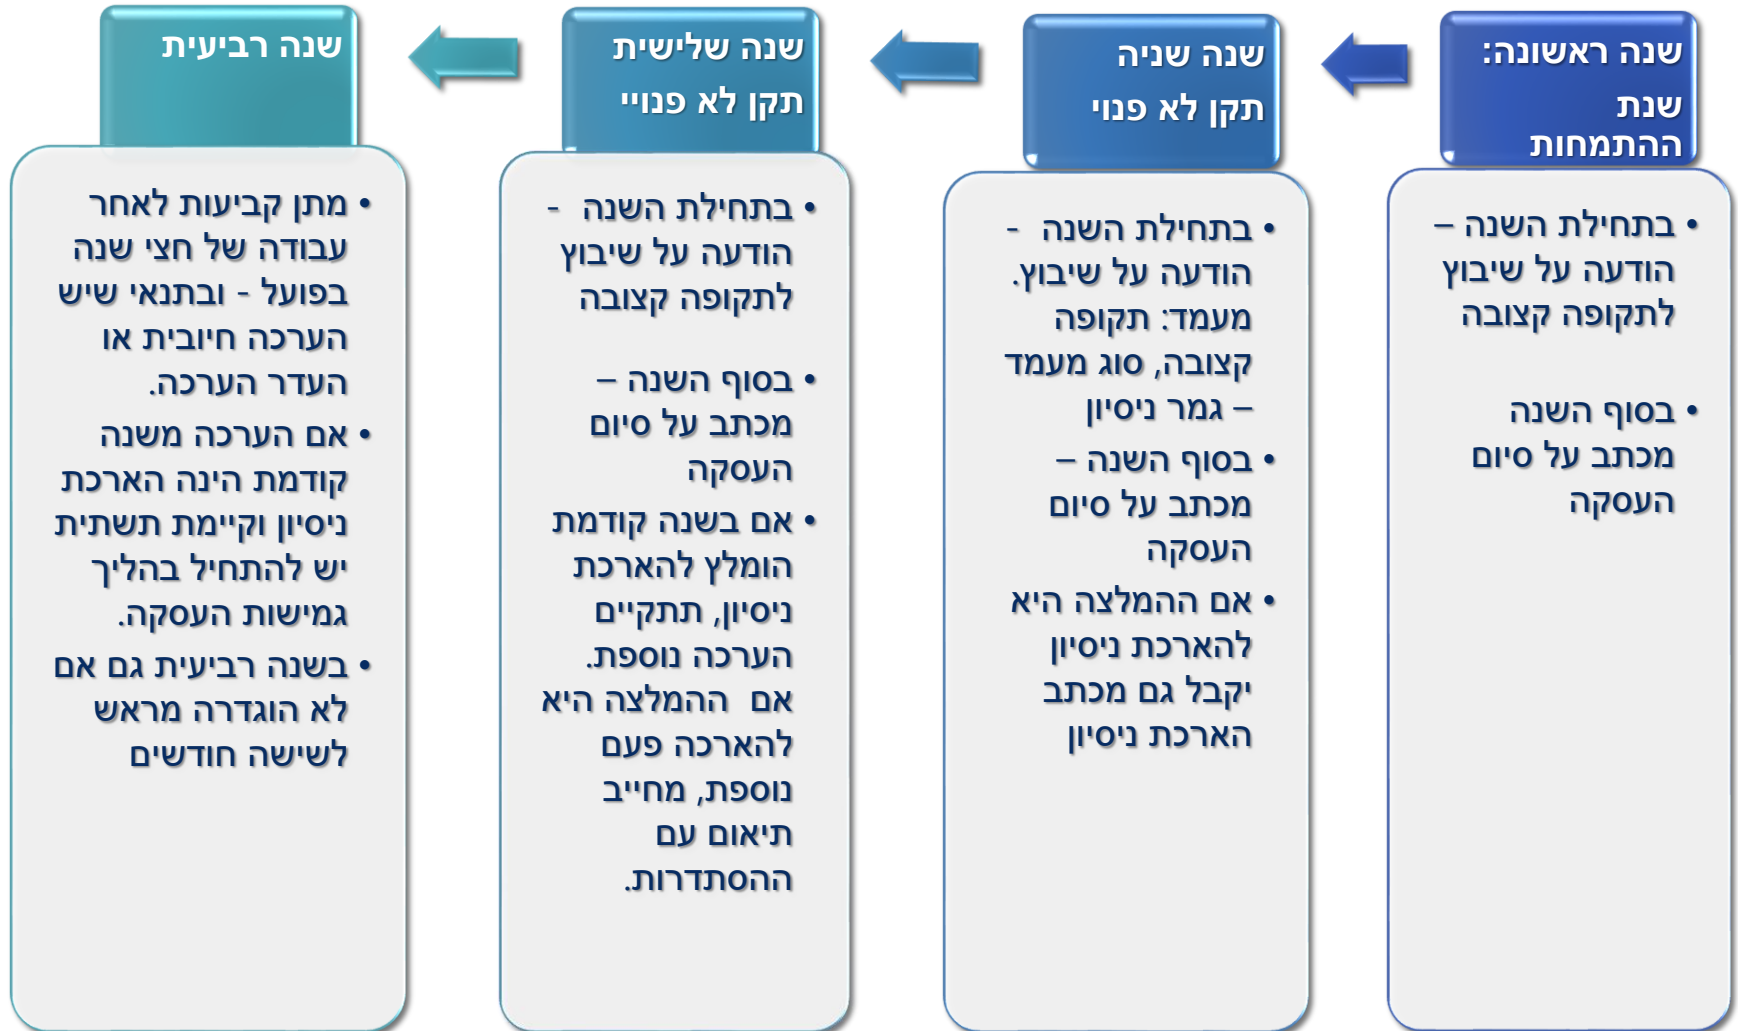 שנה ראשונה:
שנת
ההתמחות
• בתחילת השנה –
הודעה על שיבוץ
לתקופה קצובה
• בסוף השנה
מכתב על סיום
העסקה
שנה שניה
תקן לא פנוי
• בתחילת השנה -
הודעה על שיבוץ.
מעמד: תקופה
קצובה, סוג מעמד
– גמר ניסיון
• בסוף השנה –
מכתב על סיום
העסקה
• אם ההמלצה היא
להארכת ניסיון
יקבל גם מכתב
הארכת ניסיון
שנה שלישית
תקן לא פנויי
• בתחילת השנה -
הודעה על שיבוץ
לתקופה קצובה
• בסוף השנה –
מכתב על סיום
העסקה
• אם בשנה קודמת
הומלץ להארכת
ניסיון, תתקיים
הערכה נוספת.
אם ההמלצה היא
להארכה פעם
נוספת, מחייב
תיאום עם
ההסתדרות.
שנה רביעית
• מתן קביעות לאחר
עבודה של חצי שנה
בפועל - ובתנאי שיש
הערכה חיובית או
העדר הערכה.
• אם הערכה משנה
קודמת הינה הארכת
ניסיון וקיימת תשתית
יש להתחיל בהליך
גמישות העסקה.
• בשנה רביעית גם אם
לא הוגדרה מראש
לשישה חודשים